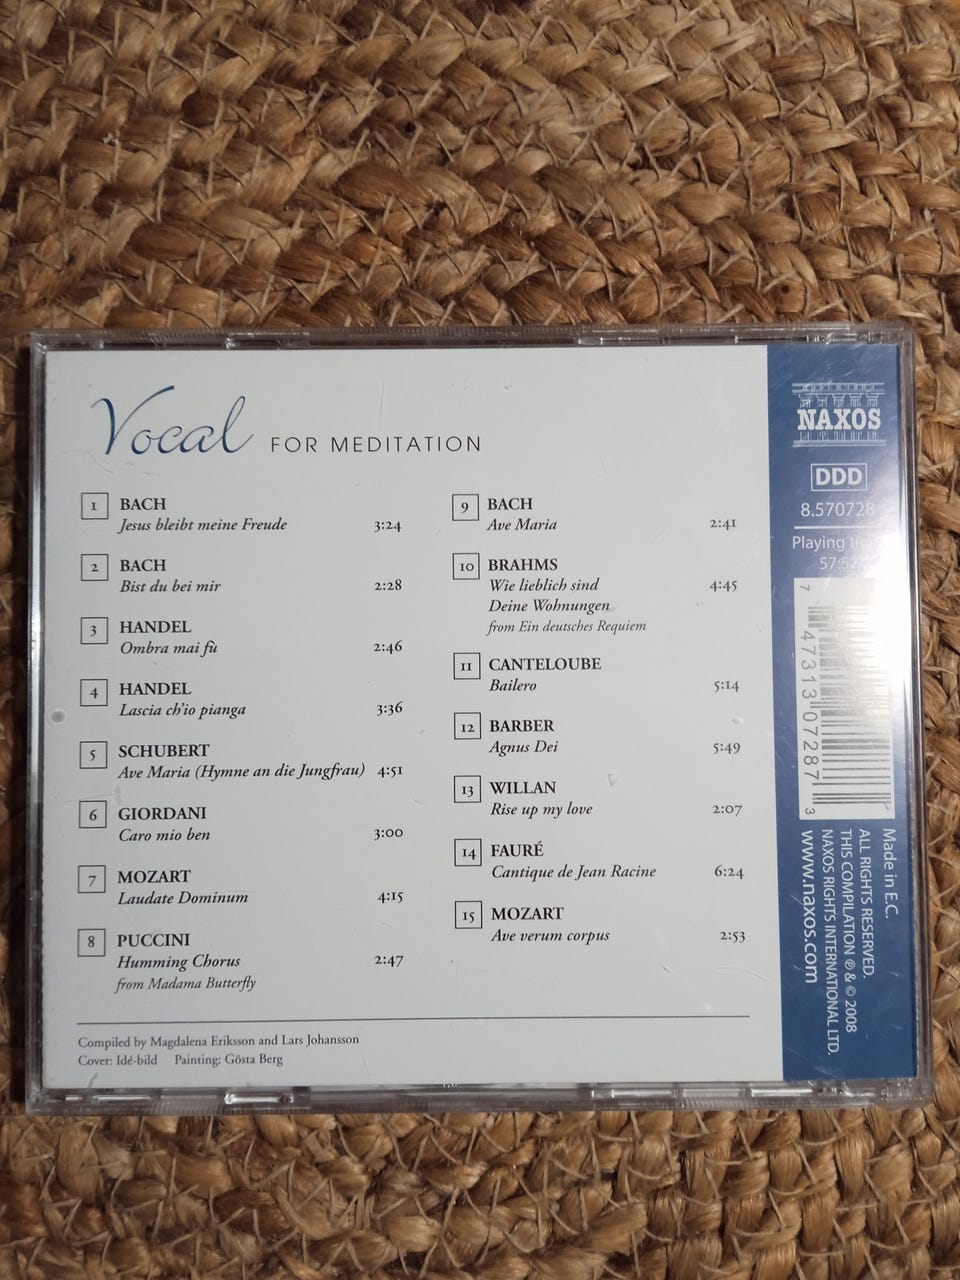 Vocal FOR MEDITATION
1 BACH
Jesus bleibt meine Freude 3:24
2 BACH
Bist du bei mir 2:28
3 HANDEL
Ombra mai fù 2:46
4 HANDEL
Lascia ch'io pianga 3:36
5 SCHUBERT
Ave Maria (Hymne an die Jungfrau) 4:51
6 GIORDANI
Caro mio ben 3:00
7 MOZART
Laudate Dominum 4:15
8 PUCCINI
Humming Chorus 2:47
from Madama Butterfly
9 BACH
Ave Maria 2:41
10 BRAHMS
Wie lieblich sind 4:45
Deine Wohnungen
from Ein deutsches Requiem
11 CANTELOUBE
Bailero 5:14
12 BARBER
Agnus Dei 5:49
13 WILLAN
Rise up my love 2:07
14 FAURÉ
Cantique de Jean Racine 6:24
15 MOZART
Ave verum corpus 2:53
Compiled by Magdalena Eriksson and Lars Johansson
Cover: Idé-bild Painting: Gösta Berg
NAXOS
DDD
8.570728
Playing
7 47313 07287 3
Made in E.C.
ALL RIGHTS RESERVED.
THIS COMPILATION ℗ & © 2008
NAXOS RIGHTS INTERNATIONAL LTD.
www.naxos.com